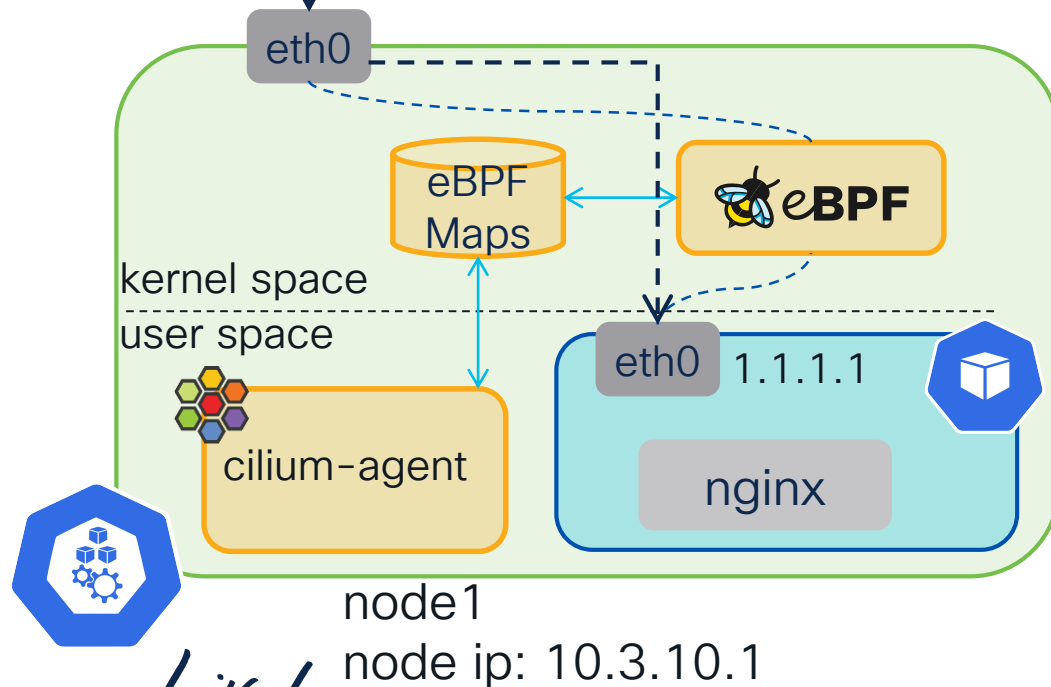 eth0
eBPF
Maps
eBPF
kernel space
user space
eth0
1.1.1.1
cilium-agent
nginx
node1
node ip: 10.3.10.1